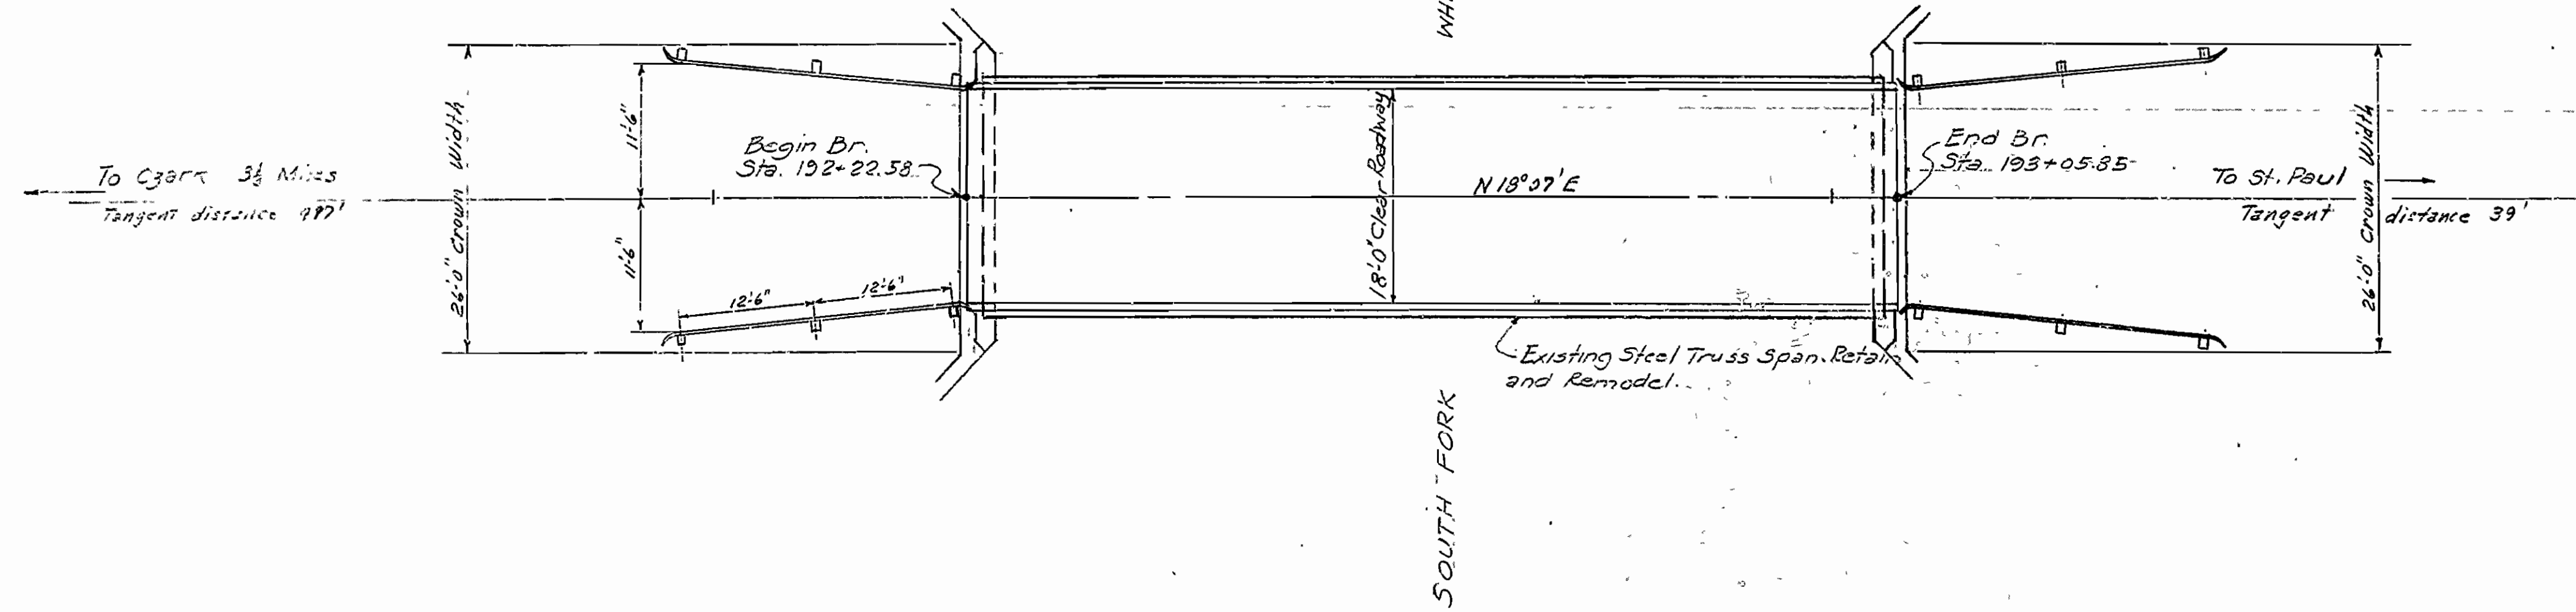 WH
26'-0" Crown Width
11'-6"
11'-6"
12'-6"
12'-6"
To Ozark 3½ Miles
Tangent distance
Begin Br.
Sta. 192+22.58
18'-0" Clear Roadway
N 18° 07' E
End Br.
Sta. 193+05.85
To St. Paul
Tangent distance 39'
26'-0" Crown Width
Existing Steel Truss Span. Retain
and Remodel.
SOUTH FORK